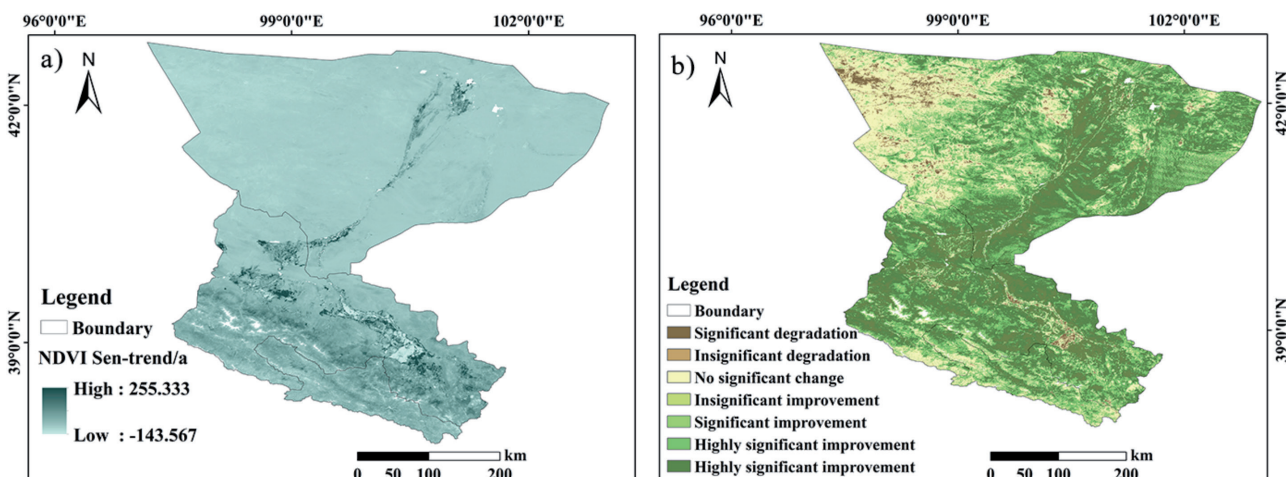 96°0'0"E 99°0'0"E 102°0'0"E
a)
N
42°0'0"N
39°0'0"N
Legend
Boundary
NDVI Sen-trend/a
High : 255.333
Low : -143.567
km
0 50 100 200
96°0'0"E 99°0'0"E 102°0'0"E
b)
N
42°0'0"N
39°0'0"N
Legend
Boundary
Significant degradation
Insignificant degradation
No significant change
Insignificant improvement
Significant improvement
Highly significant improvement
Highly significant improvement
km
0 50 100 200